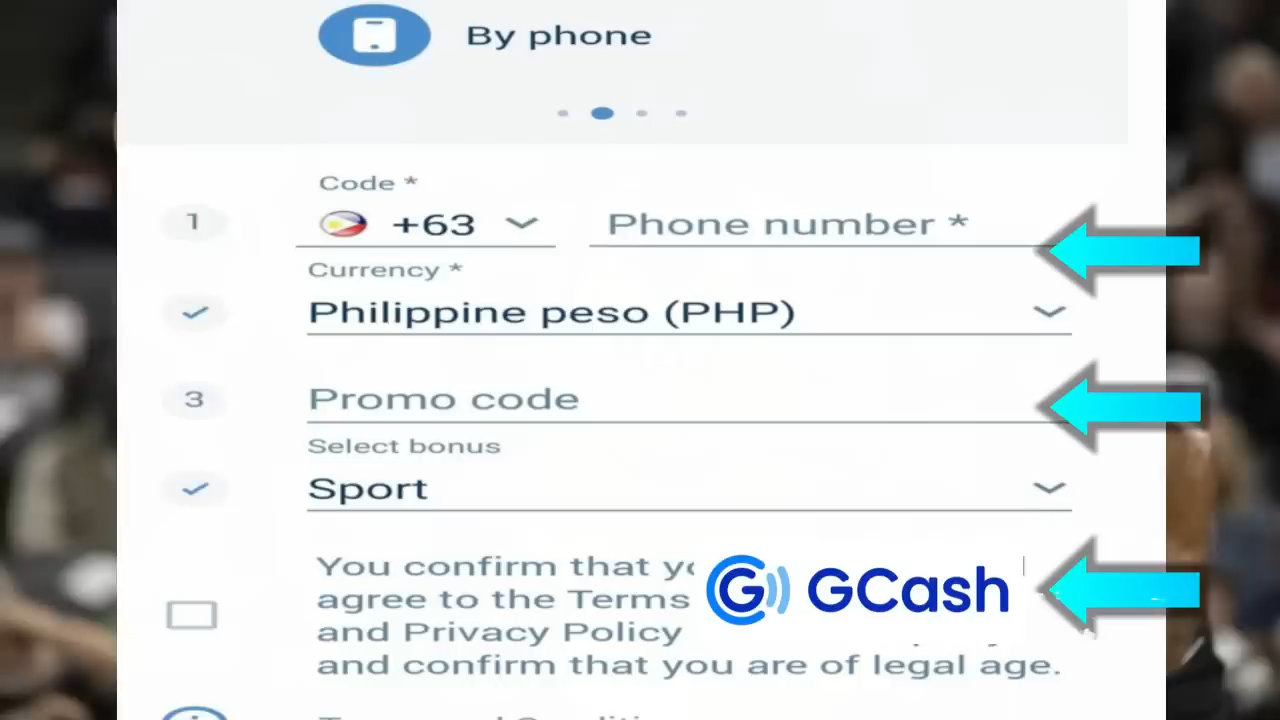 By phone
Code *
1
+63
Phone number *
Currency *
Philippine peso (PHP)
3
Promo code
Select bonus
Sport
You confirm that
agree to the Terms
and Privacy Policy
GCash
and confirm that you are of legal age.